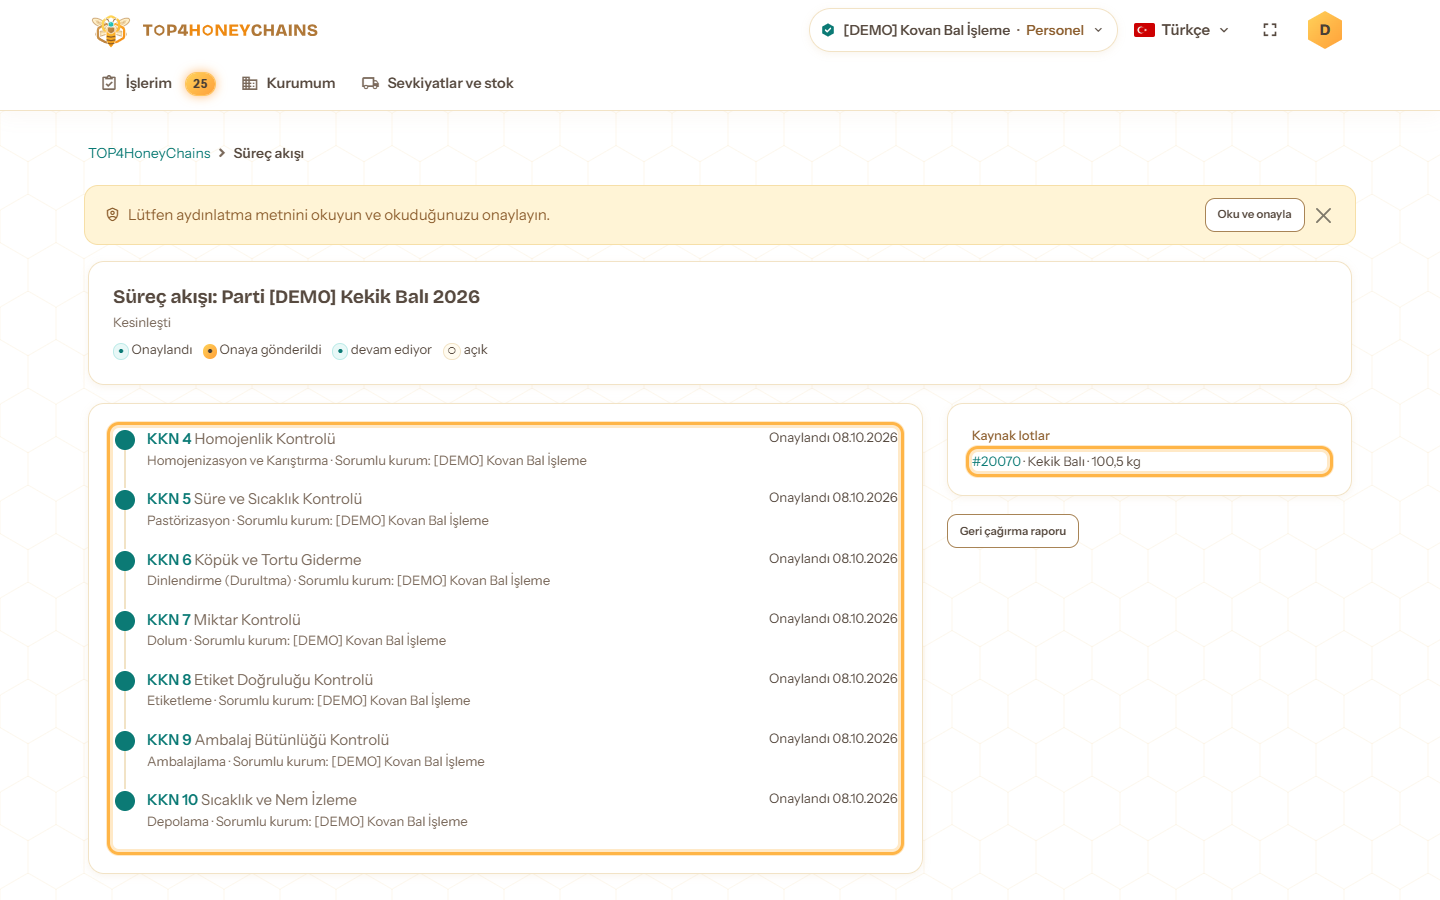 TOP4HONEYCHAINS
[DEMO] Kovan Bal İşleme · Personel
Türkçe
D
İşlerim 25
Kurumum
Sevkiyatlar ve stok
TOP4HoneyChains > Süreç akışı
Lütfen aydınlatma metnini okuyun ve okuduğunuzu onaylayın.
Oku ve onayla
Süreç akışı: Parti [DEMO] Kekik Balı 2026
Kesinleşti
Onaylandı Onaya gönderildi devam ediyor açık
KKN 4 Homojenlik Kontrolü Onaylandı 08.10.2026
Homojenizasyon ve Karıştırma · Sorumlu kurum: [DEMO] Kovan Bal İşleme
KKN 5 Süre ve Sıcaklık Kontrolü Onaylandı 08.10.2026
Pastörizasyon · Sorumlu kurum: [DEMO] Kovan Bal İşleme
KKN 6 Köpük ve Tortu Giderme Onaylandı 08.10.2026
Dinlendirme (Durultma) · Sorumlu kurum: [DEMO] Kovan Bal İşleme
KKN 7 Miktar Kontrolü Onaylandı 08.10.2026
Dolum · Sorumlu kurum: [DEMO] Kovan Bal İşleme
KKN 8 Etiket Doğruluğu Kontrolü Onaylandı 08.10.2026
Etiketleme · Sorumlu kurum: [DEMO] Kovan Bal İşleme
KKN 9 Ambalaj Bütünlüğü Kontrolü Onaylandı 08.10.2026
Ambalajlama · Sorumlu kurum: [DEMO] Kovan Bal İşleme
KKN 10 Sıcaklık ve Nem İzleme Onaylandı 08.10.2026
Depolama · Sorumlu kurum: [DEMO] Kovan Bal İşleme
Kaynak lotlar
#20070 · Kekik Balı · 100,5 kg
Geri çağırma raporu